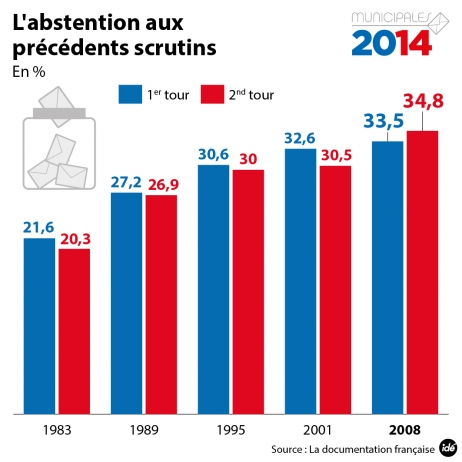 L'abstention aux
précédents scrutins
En %
MUNICIPALES
2014
1er tour
2nd tour
21,6
20,3
27,2
26,9
30,6
30
32,6
30,5
33,5
34,8
1983
1989
1995
2001
2008
Source : La documentation française
idé